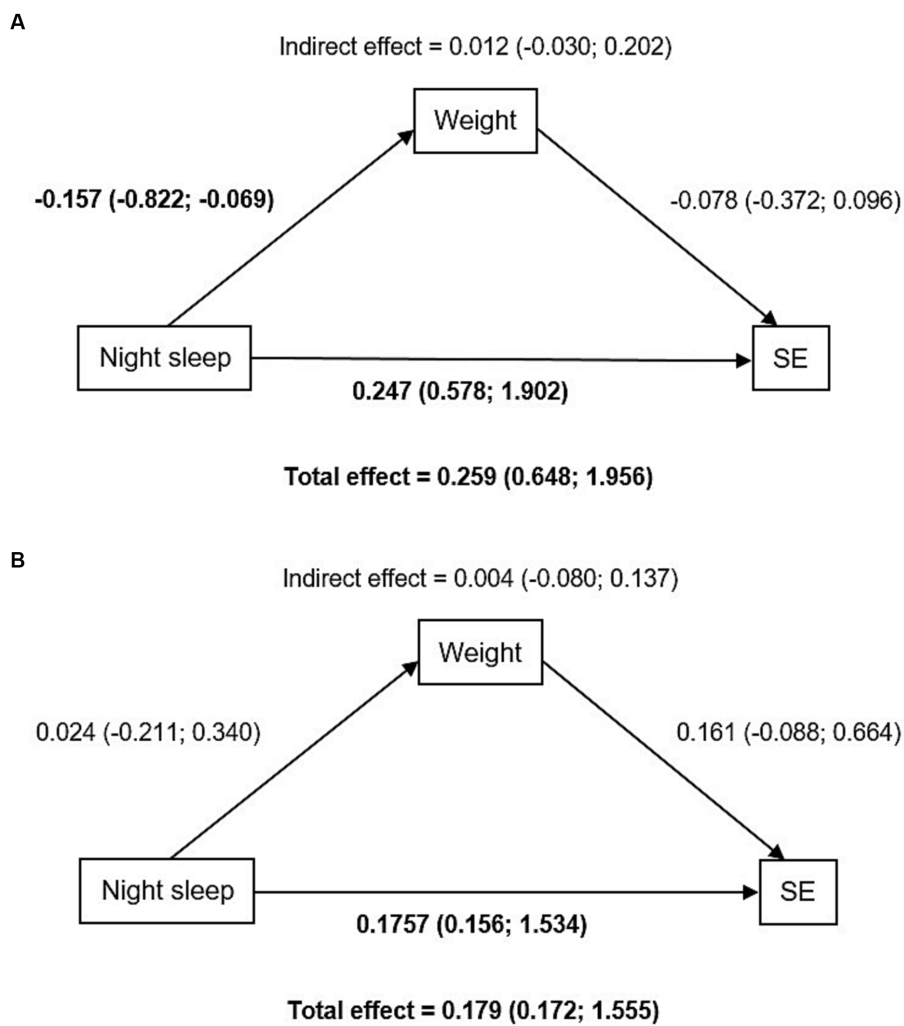 A
Indirect effect = 0.012 (-0.030; 0.202)
Weight
-0.157 (-0.822; -0.069)
-0.078 (-0.372; 0.096)
Night sleep
SE
0.247 (0.578; 1.902)
Total effect = 0.259 (0.648; 1.956)
B
Indirect effect = 0.004 (-0.080; 0.137)
Weight
0.024 (-0.211; 0.340)
0.161 (-0.088; 0.664)
Night sleep
SE
0.1757 (0.156; 1.534)
Total effect = 0.179 (0.172; 1.555)